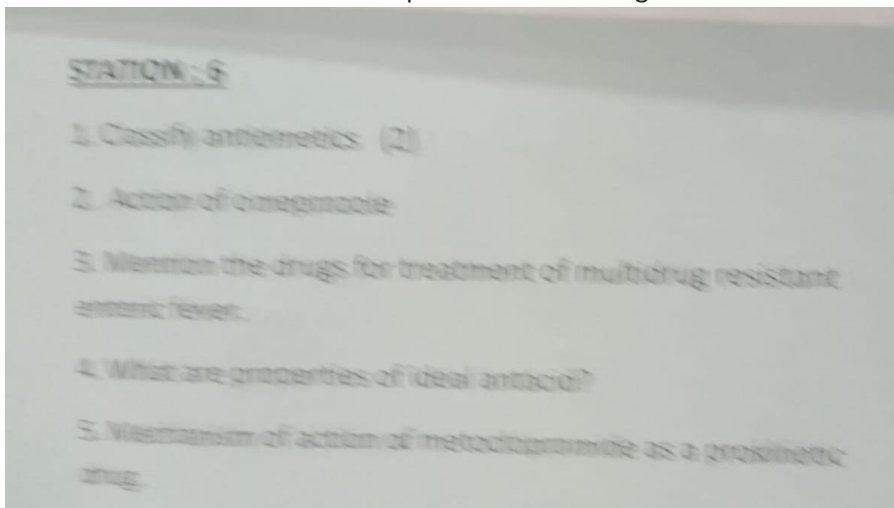 STATION : 6
1. Classify antiemetics (2)
2. Action of omeprazole
3. Mention the drugs for treatment of multidrug resistant
enteric fever.
4. What are properties of ideal antacid?
5. Mechanism of action of metoclopramide as a prokinetic
drug.